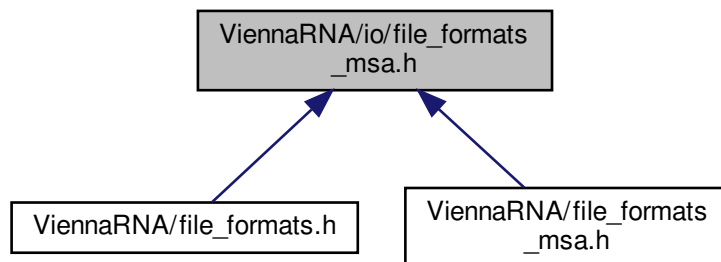 ViennaRNA/io/file_formats
_msa.h
ViennaRNA/file_formats.h
ViennaRNA/file_formats
_msa.h